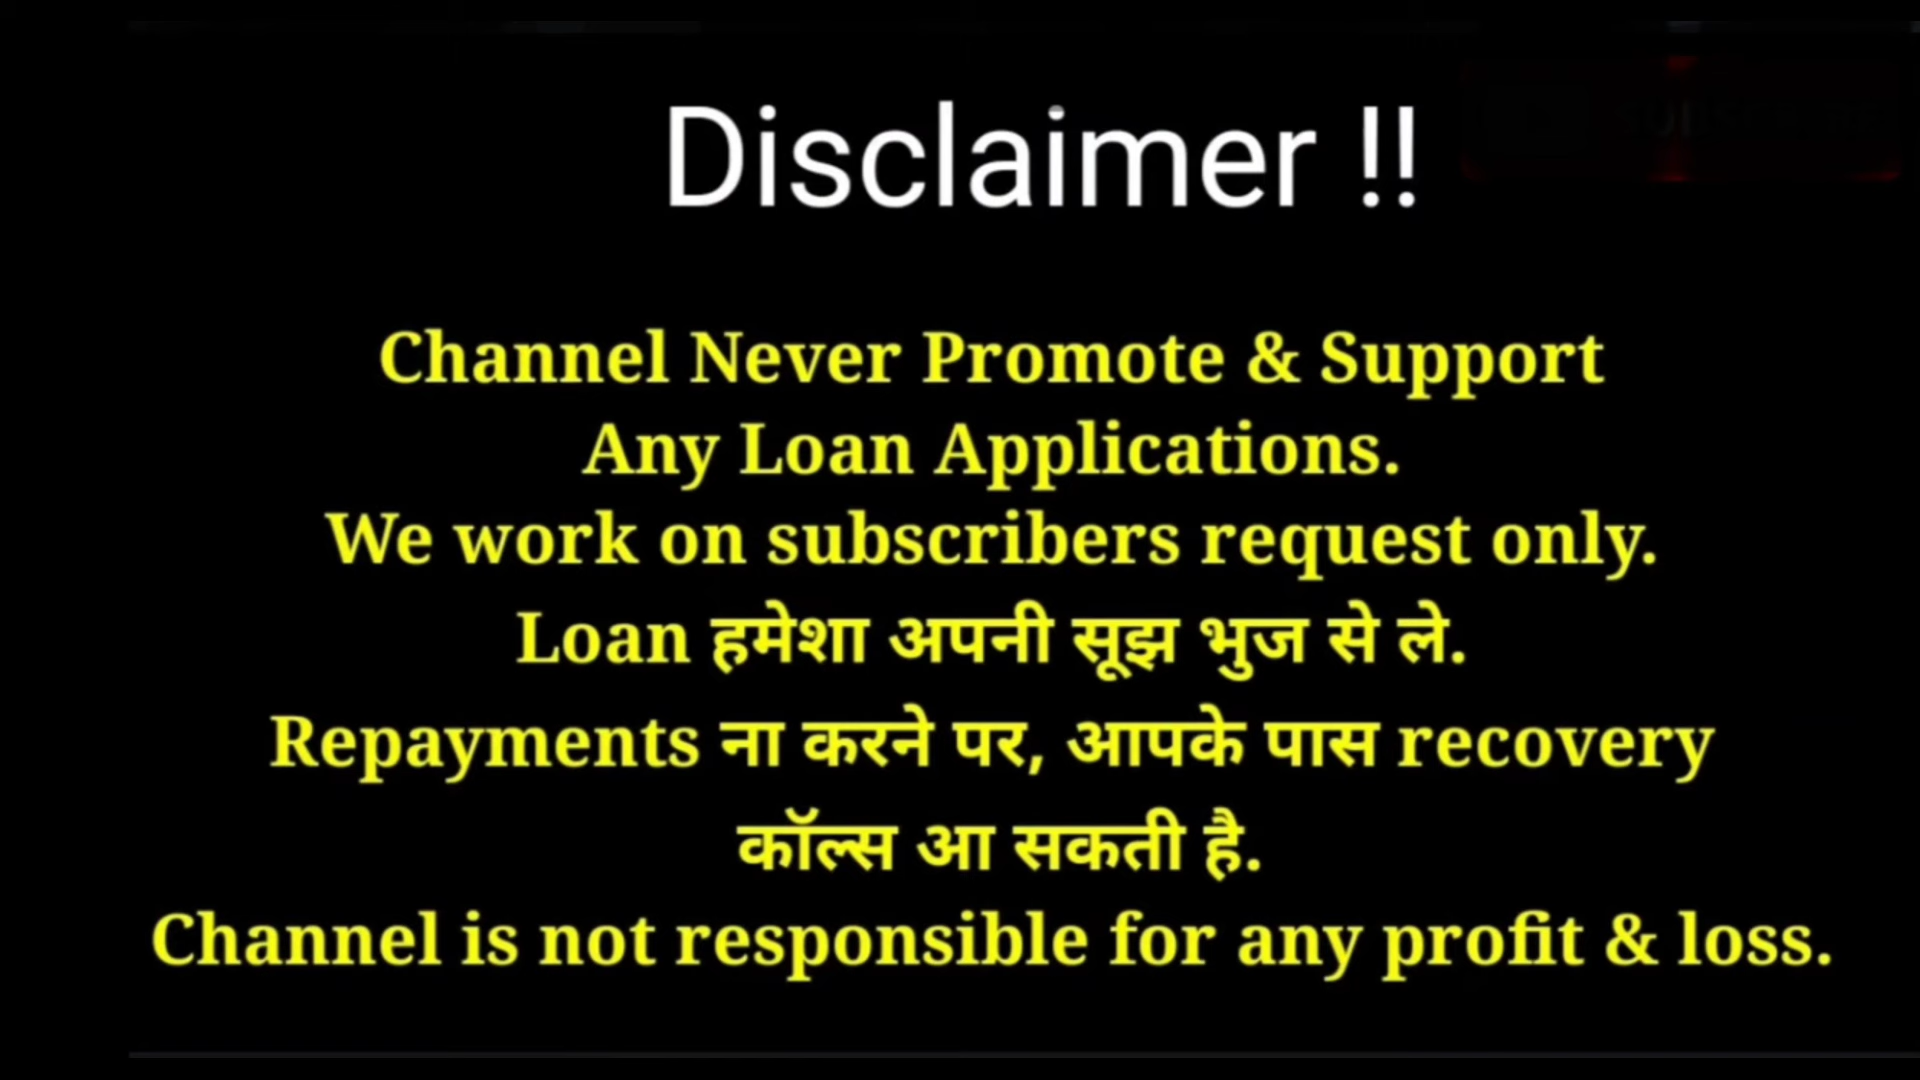 Disclaimer !!
Channel Never Promote & Support
Any Loan Applications.
We work on subscribers request only.
Loan हमेशा अपनी सूझ भुज से ले.
Repayments ना करने पर, आपके पास recovery
कॉल्स आ सकती है.
Channel is not responsible for any profit & loss.